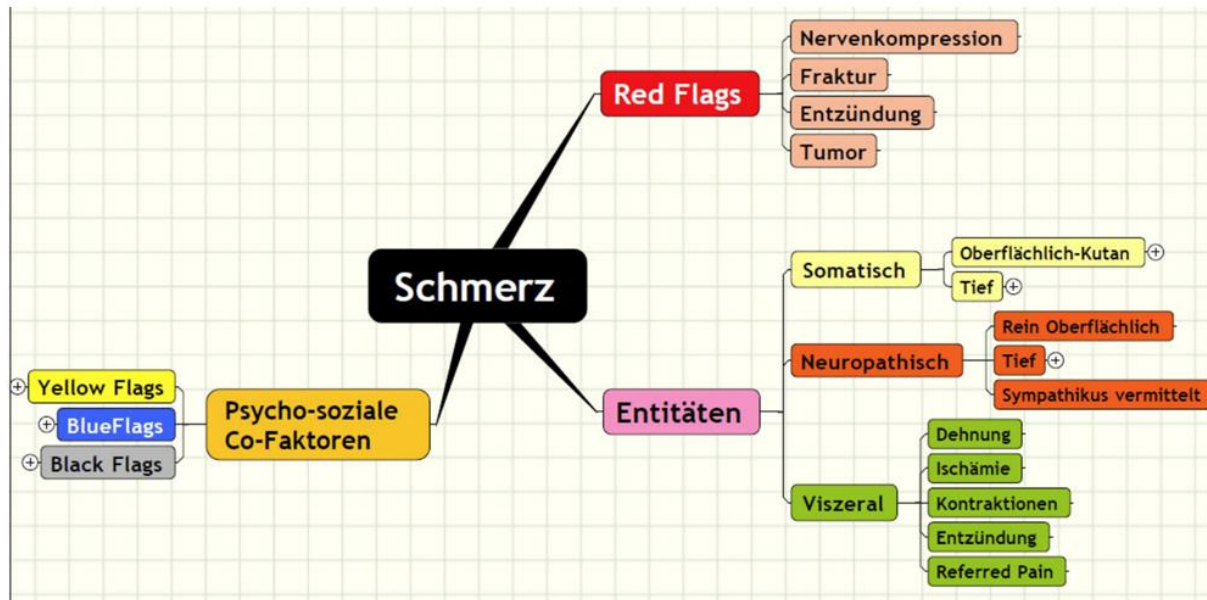 Schmerz
Red Flags
Nervenkompression
Fraktur
Entzündung
Tumor
Entitäten
Somatisch
Oberflächlich-Kutan
Tief
Neuropathisch
Rein Oberflächlich
Tief
Sympathikus vermittelt
Viszeral
Dehnung
Ischämie
Kontraktionen
Entzündung
Referred Pain
Psycho-soziale
Co-Faktoren
Yellow Flags
BlueFlags
Black Flags